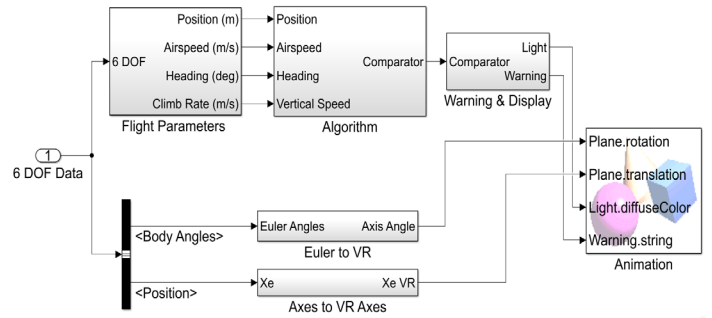 Position (m)
Position
Airspeed (m/s)
Airspeed
Light
6 DOF
Comparator
Comparator
Heading (deg)
Heading
Warning
Climb Rate (m/s)
Vertical Speed
Warning & Display
Flight Parameters
Algorithm
Plane.rotation
1
6 DOF Data
Plane.translation
Light.diffuseColor
<Body Angles>
Euler Angles
Axis Angle
Warning.string
Euler to VR
Animation
<Position>
Xe
Xe VR
Axes to VR Axes